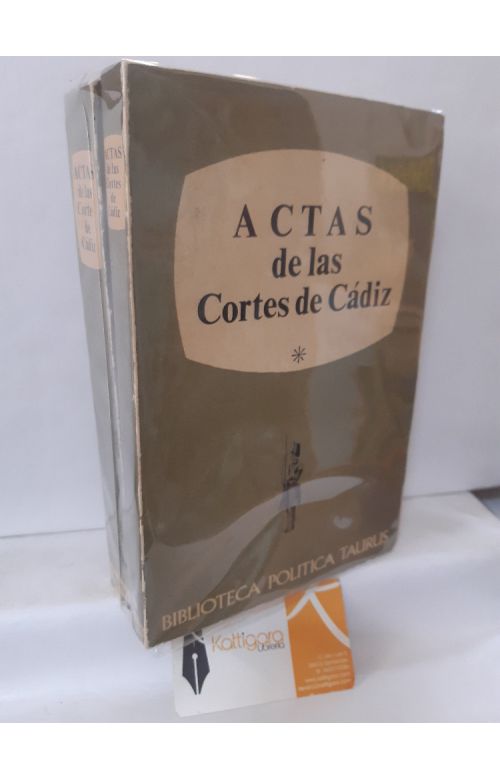 ACTAS
de las
Cortes
de
Cádiz
ACTAS
de las
Cortes de
Cádiz
ACTAS
de las
Cortes de Cádiz
*
BIBLIOTECA POLITICA TAURUS
Kattigara
Librería